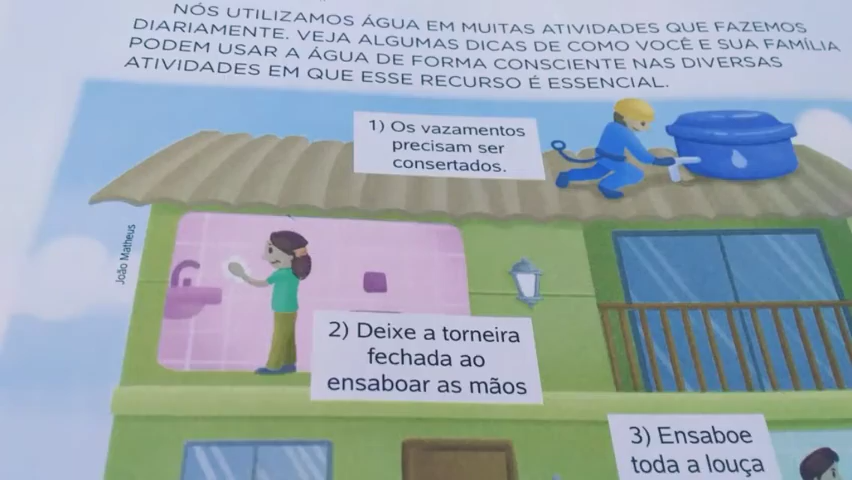 NÓS UTILIZAMOS ÁGUA EM MUITAS ATIVIDADES QUE FAZEMOS
DIARIAMENTE. VEJA ALGUMAS DICAS DE COMO VOCÊ E SUA FAMÍLIA
PODEM USAR A ÁGUA DE FORMA CONSCIENTE NAS DIVERSAS
ATIVIDADES EM QUE ESSE RECURSO É ESSENCIAL.
1) Os vazamentos
precisam ser
consertados.
João Matheus
2) Deixe a torneira
fechada ao
ensaboar as mãos
3) Ensaboe
toda a louça